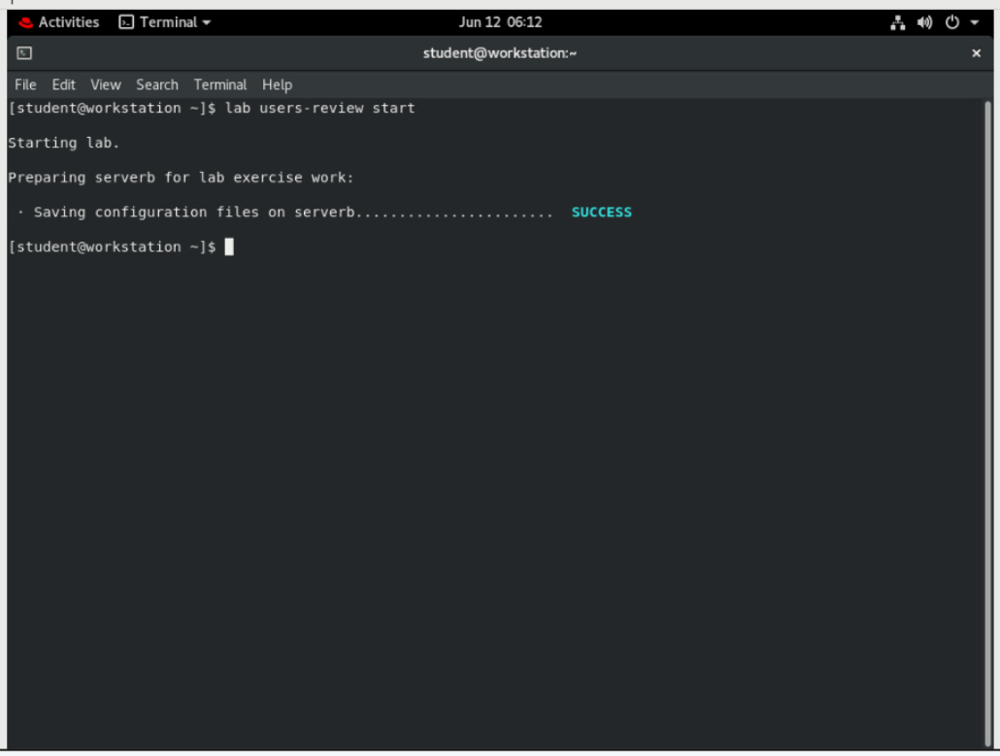 Activities Terminal Jun 12 06:12
student@workstation:~ ×
File Edit View Search Terminal Help
[student@workstation ~]$ lab users-review start
Starting lab.
Preparing serverb for lab exercise work:
· Saving configuration files on serverb....................... SUCCESS
[student@workstation ~]$